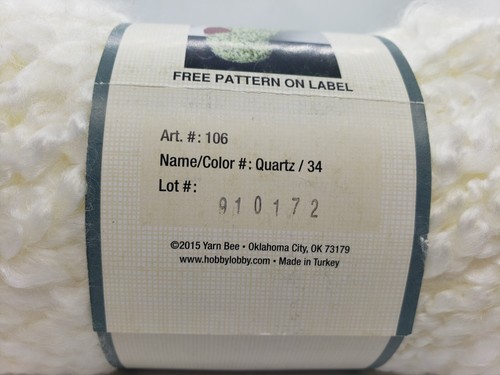 FREE PATTERN ON LABEL
Art. #: 106
Name/Color #: Quartz / 34
Lot #:
910172
©2015 Yarn Bee • Oklahoma City, OK 73179
www.hobbylobby.com • Made in Turkey